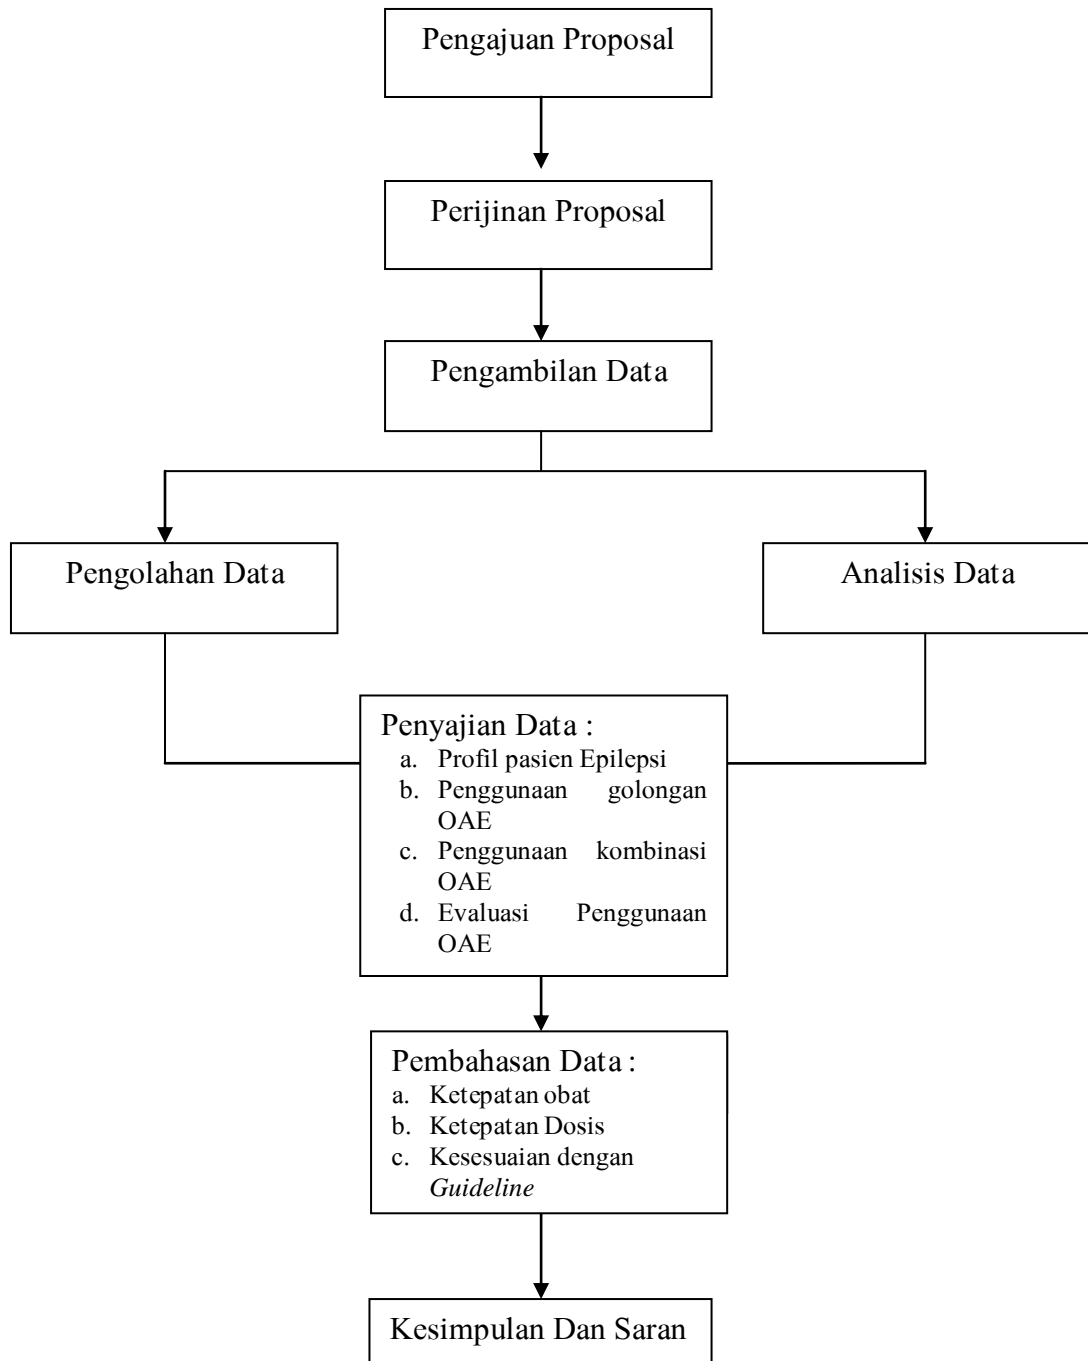 Pengajuan Proposal
Perijinan Proposal
Pengambilan Data
Pengolahan Data
Analisis Data
Penyajian Data :
a. Profil pasien Epilepsi
b. Penggunaan golongan
OAE
c. Penggunaan kombinasi
OAE
d. Evaluasi Penggunaan
OAE
Pembahasan Data :
a. Ketepatan obat
b. Ketepatan Dosis
c. Kesesuaian dengan
Guideline
Kesimpulan Dan Saran